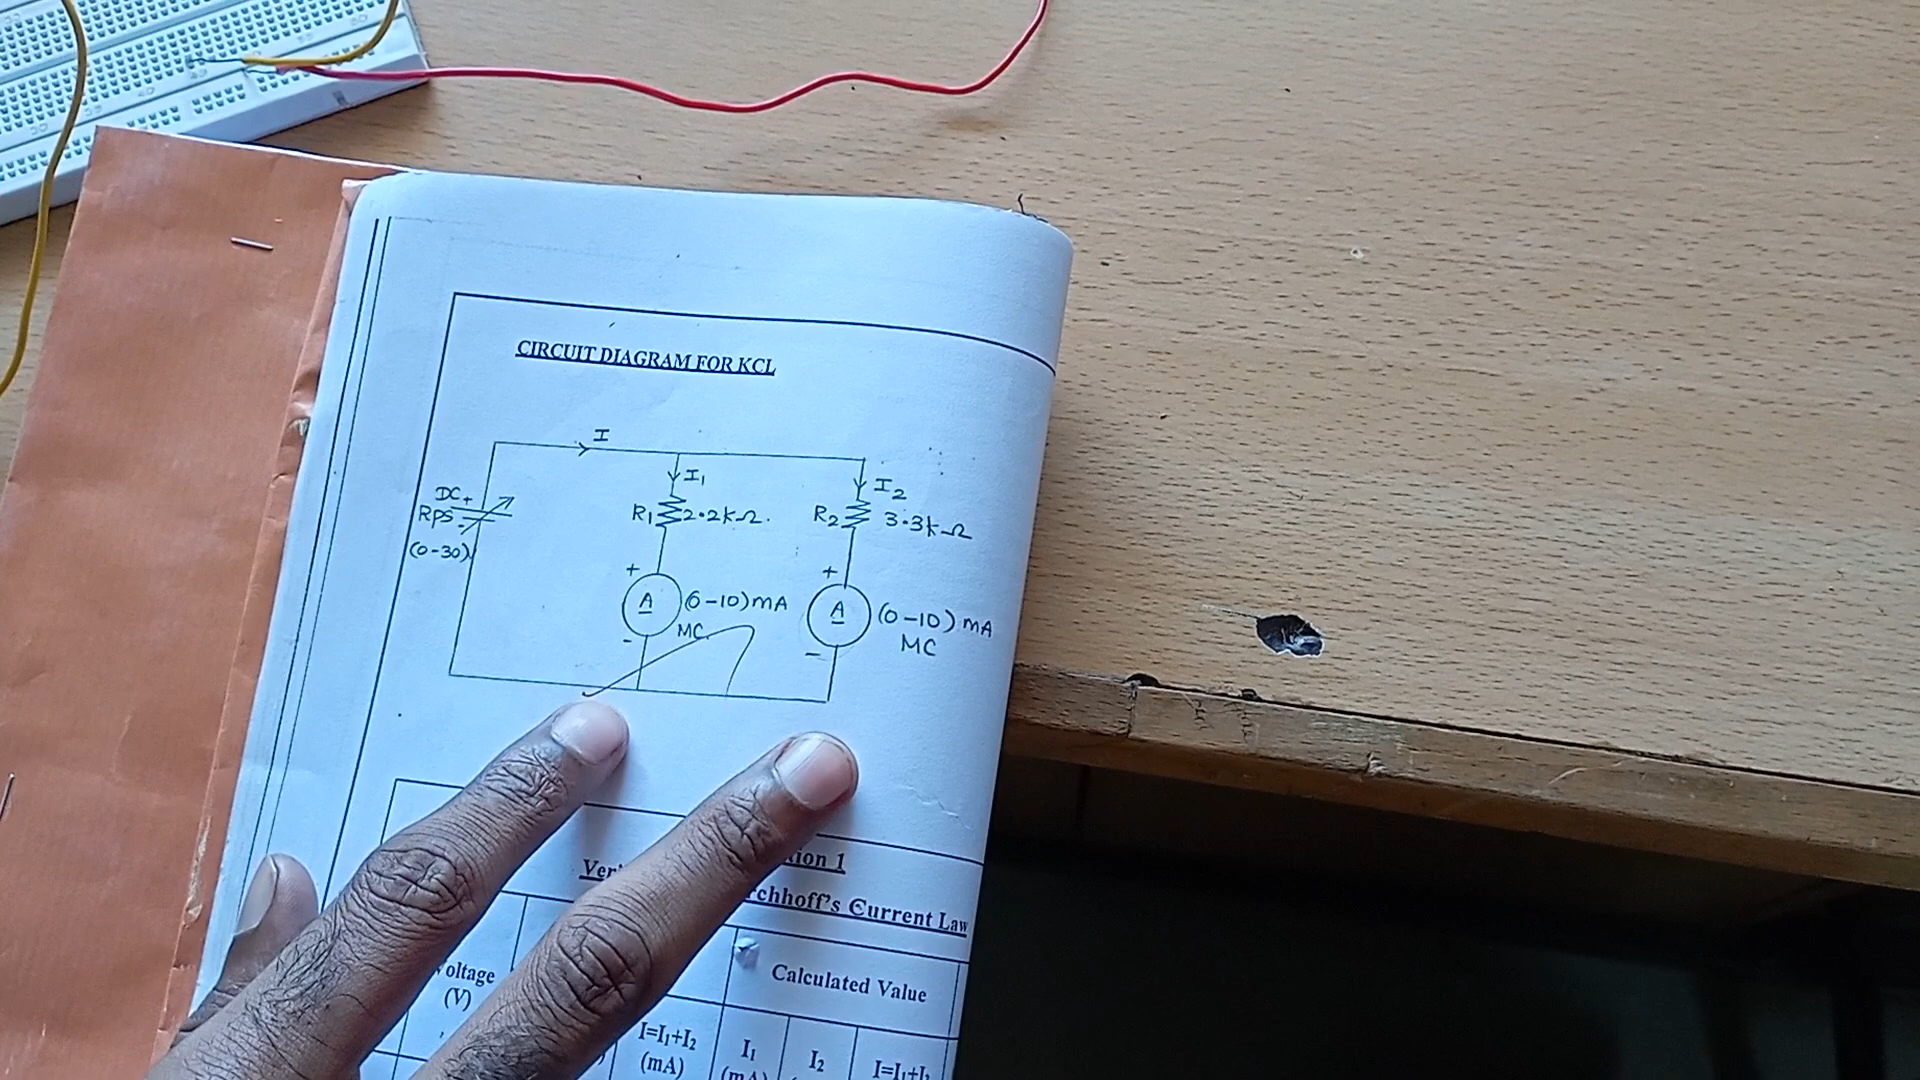 CIRCUIT DIAGRAM FOR KCL
I
I1
I2
DC+
RPS-
(0-30)
R1
2.2kΩ.
R2
3.3kΩ
+
+
A
(0-10)mA
MC
A
(0-10) mA
MC
-
-
tion 1
rchhoff's Current Law
oltage
(V)
Calculated Value
I=I1+I2
(mA)
I1
I2